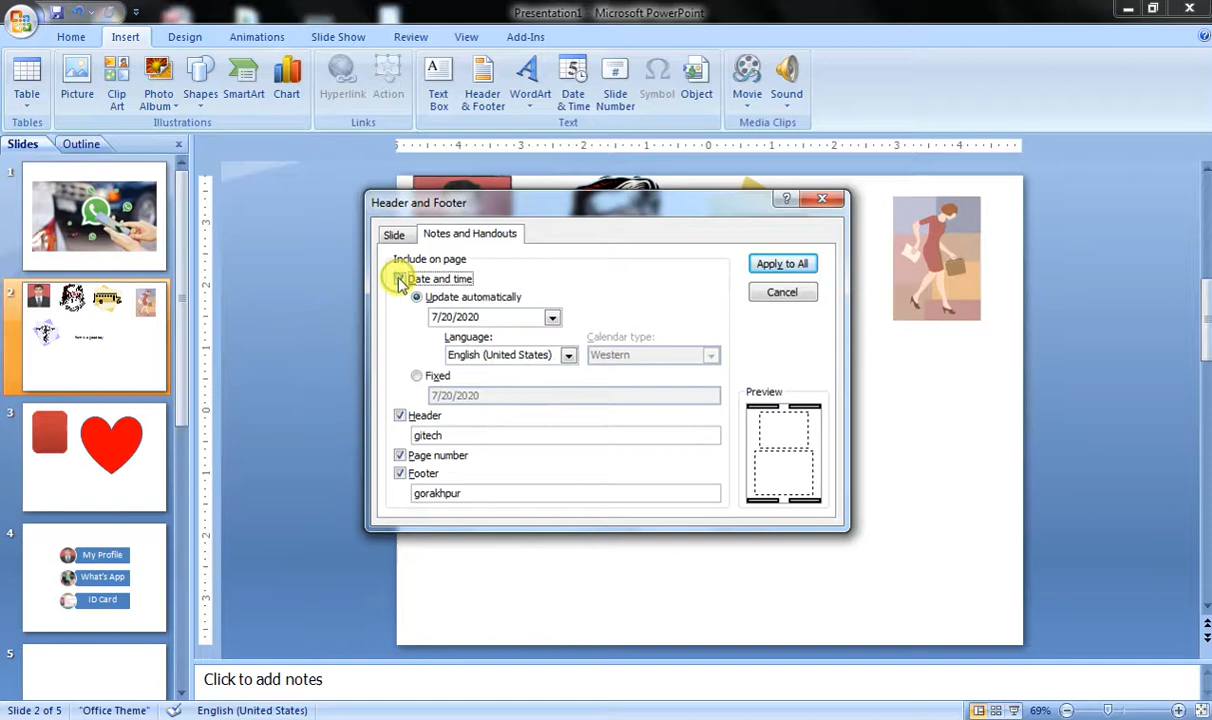 Presentation1 - Microsoft PowerPoint
Home Insert Design Animations Slide Show Review View Add-Ins
Table Picture Clip Art Photo Album Shapes SmartArt Chart Hyperlink Action Text Box Header & Footer WordArt Date & Time Slide Number Symbol Object Movie Sound
Tables Illustrations Links Text Media Clips
Slides Outline
1
2
3
4
My Profile
What's App
ID Card
5
Header and Footer
Slide Notes and Handouts
Include on page
Date and time
Update automatically
7/20/2020
Language: Calendar type:
English (United States) Western
Fixed
7/20/2020
Header
gitech
Page number
Footer
gorakhpur
Apply to All
Cancel
Preview
Click to add notes
Slide 2 of 5 "Office Theme" English (United States) 69%